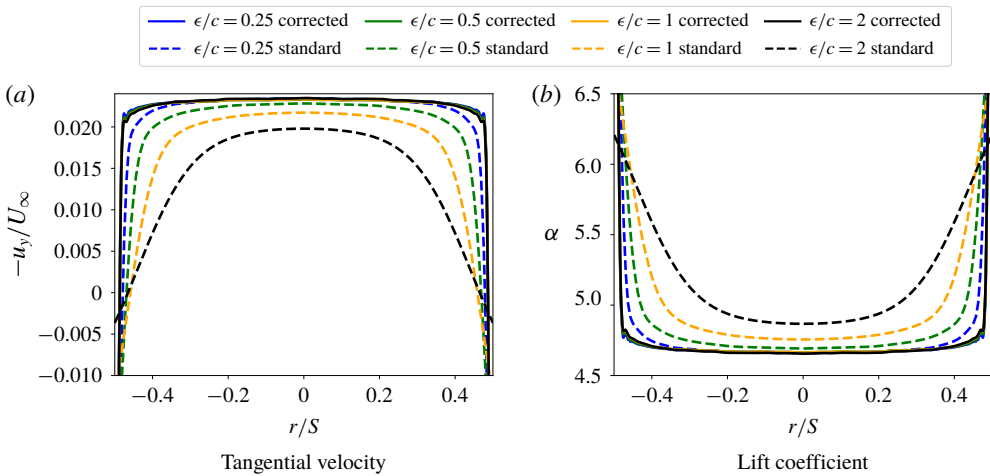 ϵ/c = 0.25 corrected ϵ/c = 0.5 corrected ϵ/c = 1 corrected ϵ/c = 2 corrected
ϵ/c = 0.25 standard ϵ/c = 0.5 standard ϵ/c = 1 standard ϵ/c = 2 standard
(a) (b)
0.020
0.015
0.010
0.005
0
−0.005
−0.010
−u_y/U_∞
−0.4 −0.2 0 0.2 0.4
r/S
Tangential velocity
6.5
6.0
5.5
5.0
4.5
α
−0.4 −0.2 0 0.2 0.4
r/S
Lift coefficient